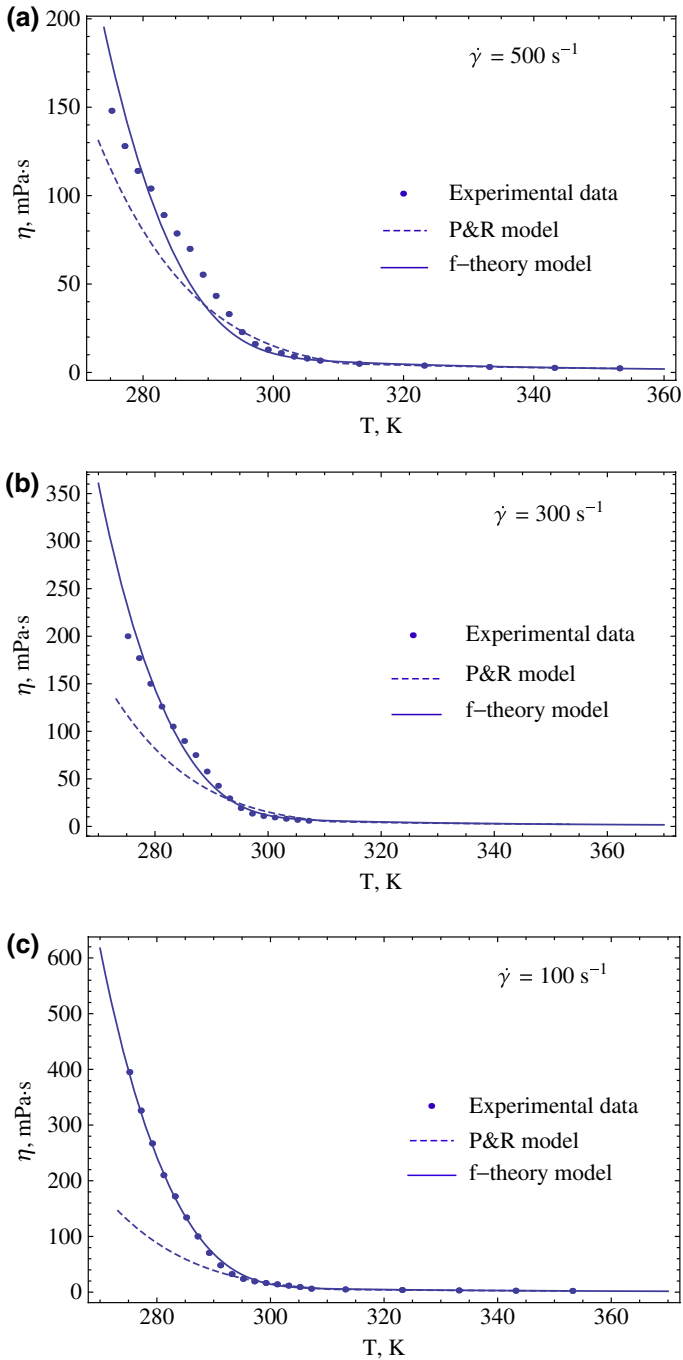 (a)
γ̇ = 500 s⁻¹
200
150
100
50
0
η, mPa·s
Experimental data
P&R model
f−theory model
280 300 320 340 360
T, K
(b)
γ̇ = 300 s⁻¹
350
300
250
200
150
100
50
0
η, mPa·s
Experimental data
P&R model
f−theory model
280 300 320 340 360
T, K
(c)
γ̇ = 100 s⁻¹
600
500
400
300
200
100
0
η, mPa·s
Experimental data
P&R model
f−theory model
280 300 320 340 360
T, K